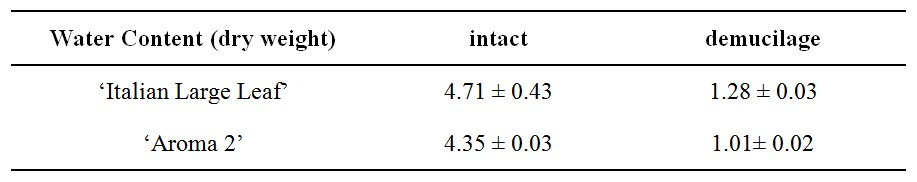 Water Content (dry weight) intact demucilage
‘Italian Large Leaf’ 4.71 ± 0.43 1.28 ± 0.03
‘Aroma 2’ 4.35 ± 0.03 1.01± 0.02